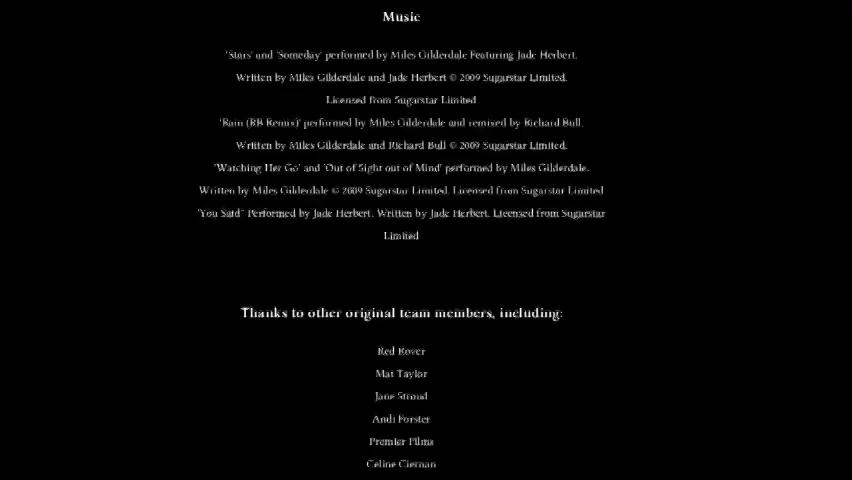 Music
'Stars' and 'Someday' performed by Miles Gilderdale Featuring Jade Herbert.
Written by Miles Gilderdale and Jade Herbert © 2009 Sugarstar Limited.
Licensed from Sugarstar Limited
'Rain (RB Remix)' performed by Miles Gilderdale and remixed by Richard Bull.
Written by Miles Gilderdale and Richard Bull © 2009 Sugarstar Limited.
'Watching Her Go' and 'Out of Sight out of Mind' performed by Miles Gilderdale.
Written by Miles Gilderdale © 2009 Sugarstar Limited. Licensed from Sugarstar Limited
'You Said" Performed by Jade Herbert. Written by Jade Herbert. Licensed from Sugarstar
Limited
Thanks to other original team members, including:
Red Rover
Mat Taylor
Jane Stroud
Andi Forster
Premier Films
Celine Ciernan